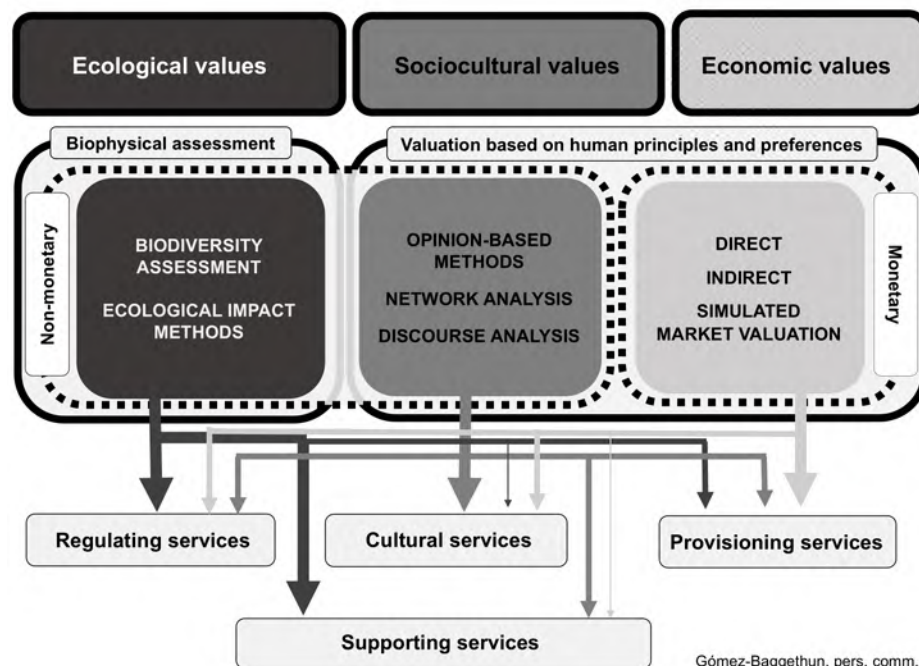 Ecological values
Sociocultural values
Economic values
Biophysical assessment
Valuation based on human principles and preferences
Non-monetary
BIODIVERSITY
ASSESSMENT
ECOLOGICAL IMPACT
METHODS
OPINION-BASED
METHODS
NETWORK ANALYSIS
DISCOURSE ANALYSIS
DIRECT
INDIRECT
SIMULATED
MARKET VALUATION
Monetary
Regulating services
Cultural services
Provisioning services
Supporting services
Gómez-Baggethun, pers. comm.